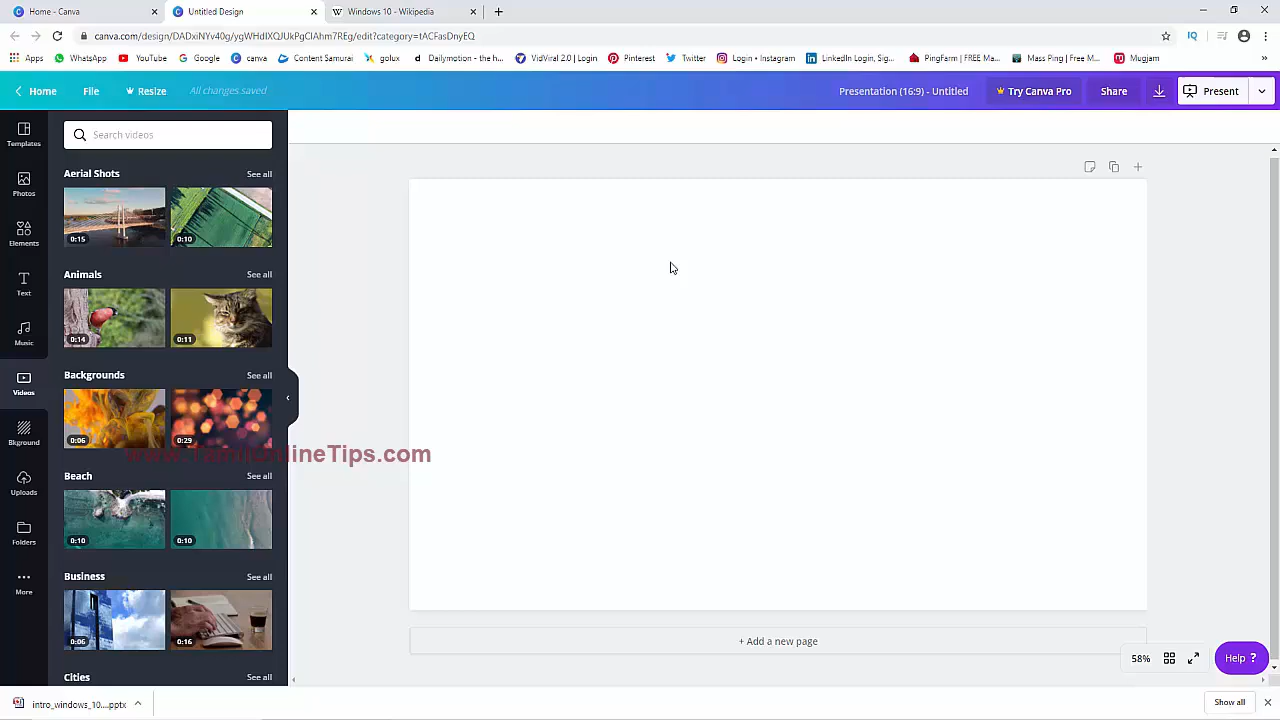 Home - Canva
Untitled Design
Windows 10 - Wikipedia
canva.com/design/DADxiNYv40g/ygWHdIXQJUkPgClAhm7REg/edit?category=tACFasDnyEQ
Apps
WhatsApp
YouTube
Google
canva
Content Samurai
golux
Dailymotion - the h...
VidViral 2.0 | Login
Pinterest
Twitter
Login • Instagram
LinkedIn Login, Sig...
PingFarm | FREE Ma...
Mass Ping | Free M...
Mugjam
Home
File
Resize
All changes saved
Presentation (16:9) - Untitled
Try Canva Pro
Share
Present
Templates
Photos
Elements
Text
Music
Videos
Bkground
Uploads
Folders
More
Search videos
Aerial Shots
See all
0:15
0:10
Animals
See all
0:14
0:11
Backgrounds
See all
0:06
0:29
www.TamilOnlineTips.com
Beach
See all
0:10
0:10
Business
See all
0:06
0:16
Cities
See all
+ Add a new page
58%
Help ?
intro_windows_10....pptx
Show all